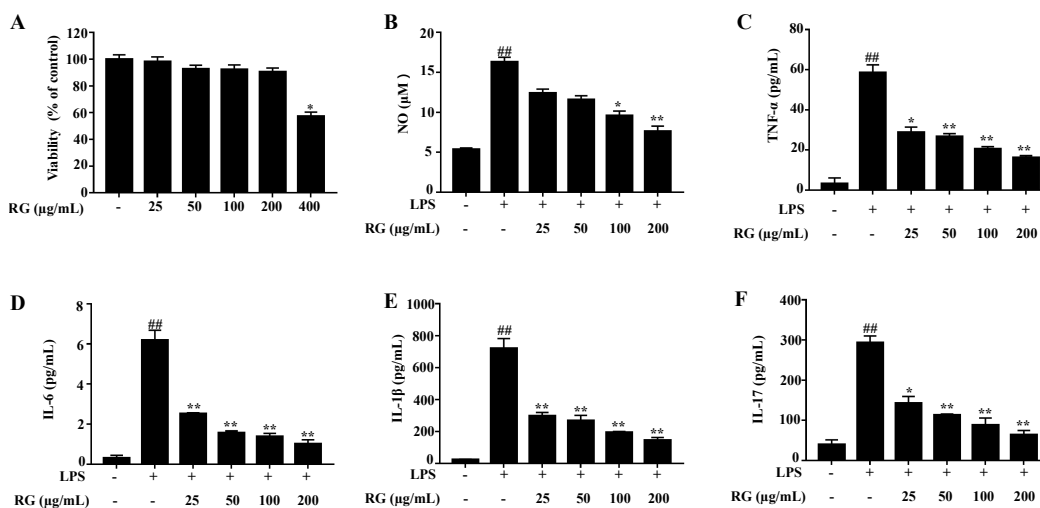 A
Viability (% of control)
140
120
100
80
60
40
20
0
*
RG (μg/mL)
- 25 50 100 200 400
B
NO (μM)
20
15
10
5
0
##
*
**
LPS - + + + + +
RG (μg/mL) - - 25 50 100 200
C
TNF-α (pg/mL)
80
60
40
20
0
##
*
**
**
**
LPS - + + + + +
RG (μg/mL) - - 25 50 100 200
D
IL-6 (pg/mL)
8
6
4
2
0
##
**
**
**
**
LPS - + + + + +
RG (μg/mL) - - 25 50 100 200
E
IL-1β (pg/mL)
1000
800
600
400
200
0
##
**
**
**
**
LPS - + + + + +
RG (μg/mL) - - 25 50 100 200
F
IL-17 (pg/mL)
400
300
200
100
0
##
*
**
**
**
LPS - + + + + +
RG (μg/mL) - - 25 50 100 200